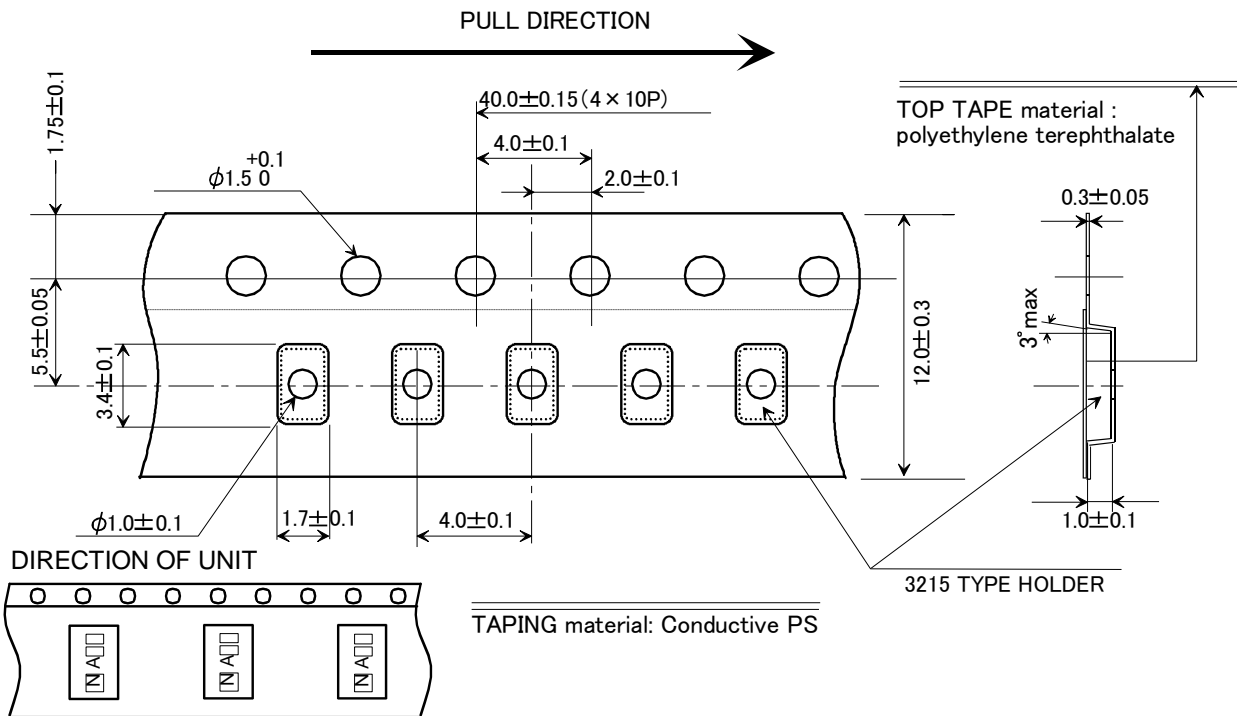 PULL DIRECTION
1.75±0.1
40.0±0.15(4×10P)
4.0±0.1
2.0±0.1
+0.1
φ1.5 0
TOP TAPE material :
polyethylene terephthalate
0.3±0.05
5.5±0.05
3.4±0.1
12.0±0.3
3°max
φ1.0±0.1
1.7±0.1
4.0±0.1
1.0±0.1
3215 TYPE HOLDER
DIRECTION OF UNIT
TAPING material: Conductive PS
N A□□
N A□□
N A□□